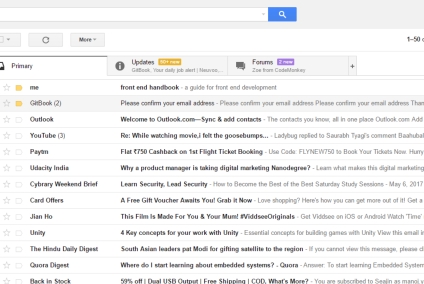 More
1–50
Primary
Updates
Forums 2 new
GitBook, Your daily job alert | Neuroo...
Zoe from CodeMonkey
+
me front end handbook - a guide for front end development
GitBook (2) Please confirm your email address - Please confirm your email address Please confirm your email address Than
Outlook Welcome to Outlook.com—Sync & add contacts - The contacts you know, all in one place Outlook.com Add
YouTube (3) Re: While watching movie,i felt the goosebumps... - Ladybug replied to Saurabh Tyagi's comment Baahubal
Paytm Flat ₹750 Cashback on 1st Flight Ticket Booking - Use Code: FLYNEW750 to Book Your Tickets Now. Hurry
Udacity India Why a product manager is taking digital marketing Nanodegree? - Learn what makes this digital marketing
Cybrary Weekend Brief Learn Security, Lead Security - How to Become of the Best of the Best Saturday Study Sessions - May 6, 2017
Card Offers A Free Gift Voucher Awaits You! Grab it Now - Love shopping? Here's how you can get more out of it! Get a
Jian Ho This Film Is Made For You & Your Mum! #ViddseeOriginals - Get Viddsee on IOS or Android Watch 'Time'
Unity 4 Key concepts for your work with Unity - Essential concepts for building games with Unity View this email in
The Hindu Daily Digest South Asian leaders pat Modi for gifting satellite to the region - If you cannot view this message, please cl
Quora Digest Where do I start learning about embedded systems? - Quora - Answer: To start learning Embedded System
Back in Stock 59% off | Dual USB Output | Free Shipping | COD, What's More? - You are subscribed to SeaJin as manoj.v